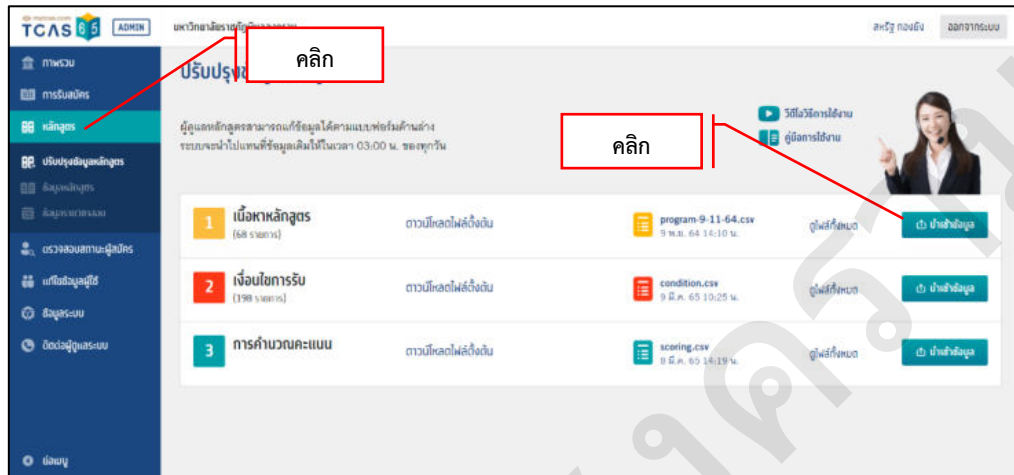 TCAS 65 ADMIN
มหาวิทยาลัยราชภัฏ
สหรัฐ ทองยัง
ออกจากระบบ
ภาพรวม
การรับสมัคร
หลักสูตร
ปรับปรุงข้อมูลหลักสูตร
ข้อมูลหลักสูตร
ตรวจสอบสถานะผู้สมัคร
แก้ไขข้อมูลผู้ใช้
ข้อมูลระบบ
ติดต่อผู้ดูแลระบบ
ย่อเมนู
คลิก
ปรับปรุง
ผู้ดูแลหลักสูตรสามารถแก้ข้อมูลได้ตามแบบฟอร์มด้านล่าง
ระบบจะนำไปแทนที่ข้อมูลเดิมให้ในเวลา 03:00 น. ของทุกวัน
คลิก
วิดีโอวิธีการใช้งาน
คู่มือการใช้งาน
1 เนื้อหาหลักสูตร ดาวน์โหลดไฟล์ตั้งต้น program-9-11-64.csv ดูไฟล์ทั้งหมด นำเข้าข้อมูล
(68 รายการ) 9 พ.ย. 64 14:10 น.
2 เงื่อนไขการรับ ดาวน์โหลดไฟล์ตั้งต้น condition.csv ดูไฟล์ทั้งหมด นำเข้าข้อมูล
(198 รายการ) 9 มี.ค. 65 10:25 น.
3 การคำนวณคะแนน ดาวน์โหลดไฟล์ตั้งต้น scoring.csv ดูไฟล์ทั้งหมด นำเข้าข้อมูล
9 มี.ค. 65 14:19 น.